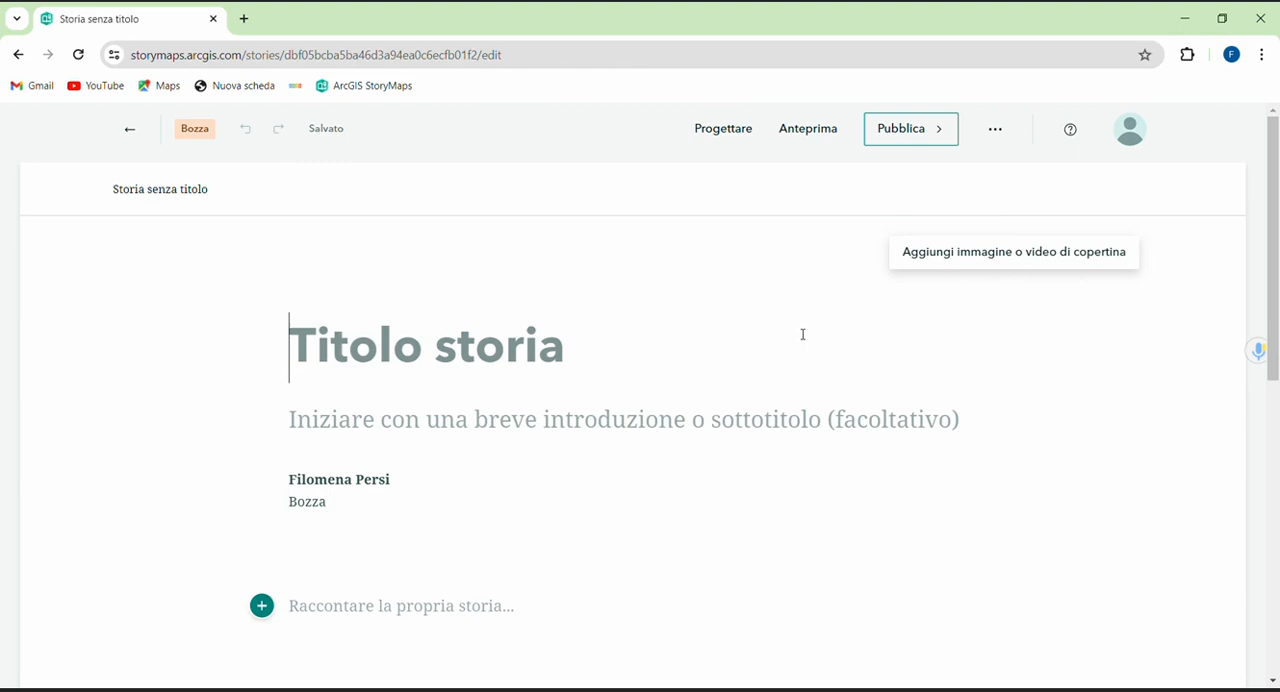 Storia senza titolo
storymaps.arcgis.com/stories/dbf05bcba5ba46d3a94ea0c6ecfb01f2/edit
F
Gmail
YouTube
Maps
Nuova scheda
ArcGIS StoryMaps
Bozza
Salvato
Progettare
Anteprima
Pubblica
Storia senza titolo
Aggiungi immagine o video di copertina
Titolo storia
Iniziare con una breve introduzione o sottotitolo (facoltativo)
Filomena Persi
Bozza
Raccontare la propria storia...